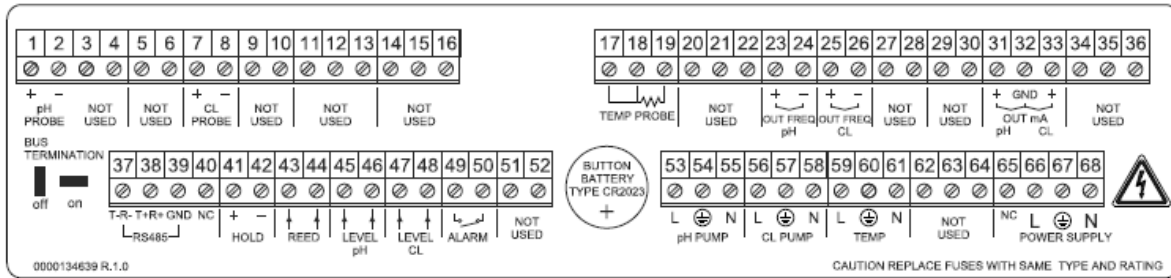 1 2 3 4 5 6 7 8 9 10 11 12 13 14 15 16
+ - + -
pH PROBE NOT USED NOT USED CL PROBE NOT USED NOT USED NOT USED
17 18 19 20 21 22 23 24 25 26 27 28 29 30 31 32 33 34 35 36
+ - + - + GND +
TEMP PROBE NOT USED OUT FREQ pH OUT FREQ CL NOT USED NOT USED OUT mA pH CL NOT USED
BUS TERMINATION
off on
37 38 39 40 41 42 43 44 45 46 47 48 49 50 51 52
T-R- T+R+ GND NC + -
RS485 HOLD REED LEVEL pH LEVEL CL ALARM NOT USED
BUTTON
BATTERY
TYPE CR2023
+
53 54 55 56 57 58 59 60 61 62 63 64 65 66 67 68
L N L N L N NC L N
pH PUMP CL PUMP TEMP NOT USED POWER SUPPLY
0000134639 R.1.0
CAUTION REPLACE FUSES WITH SAME TYPE AND RATING